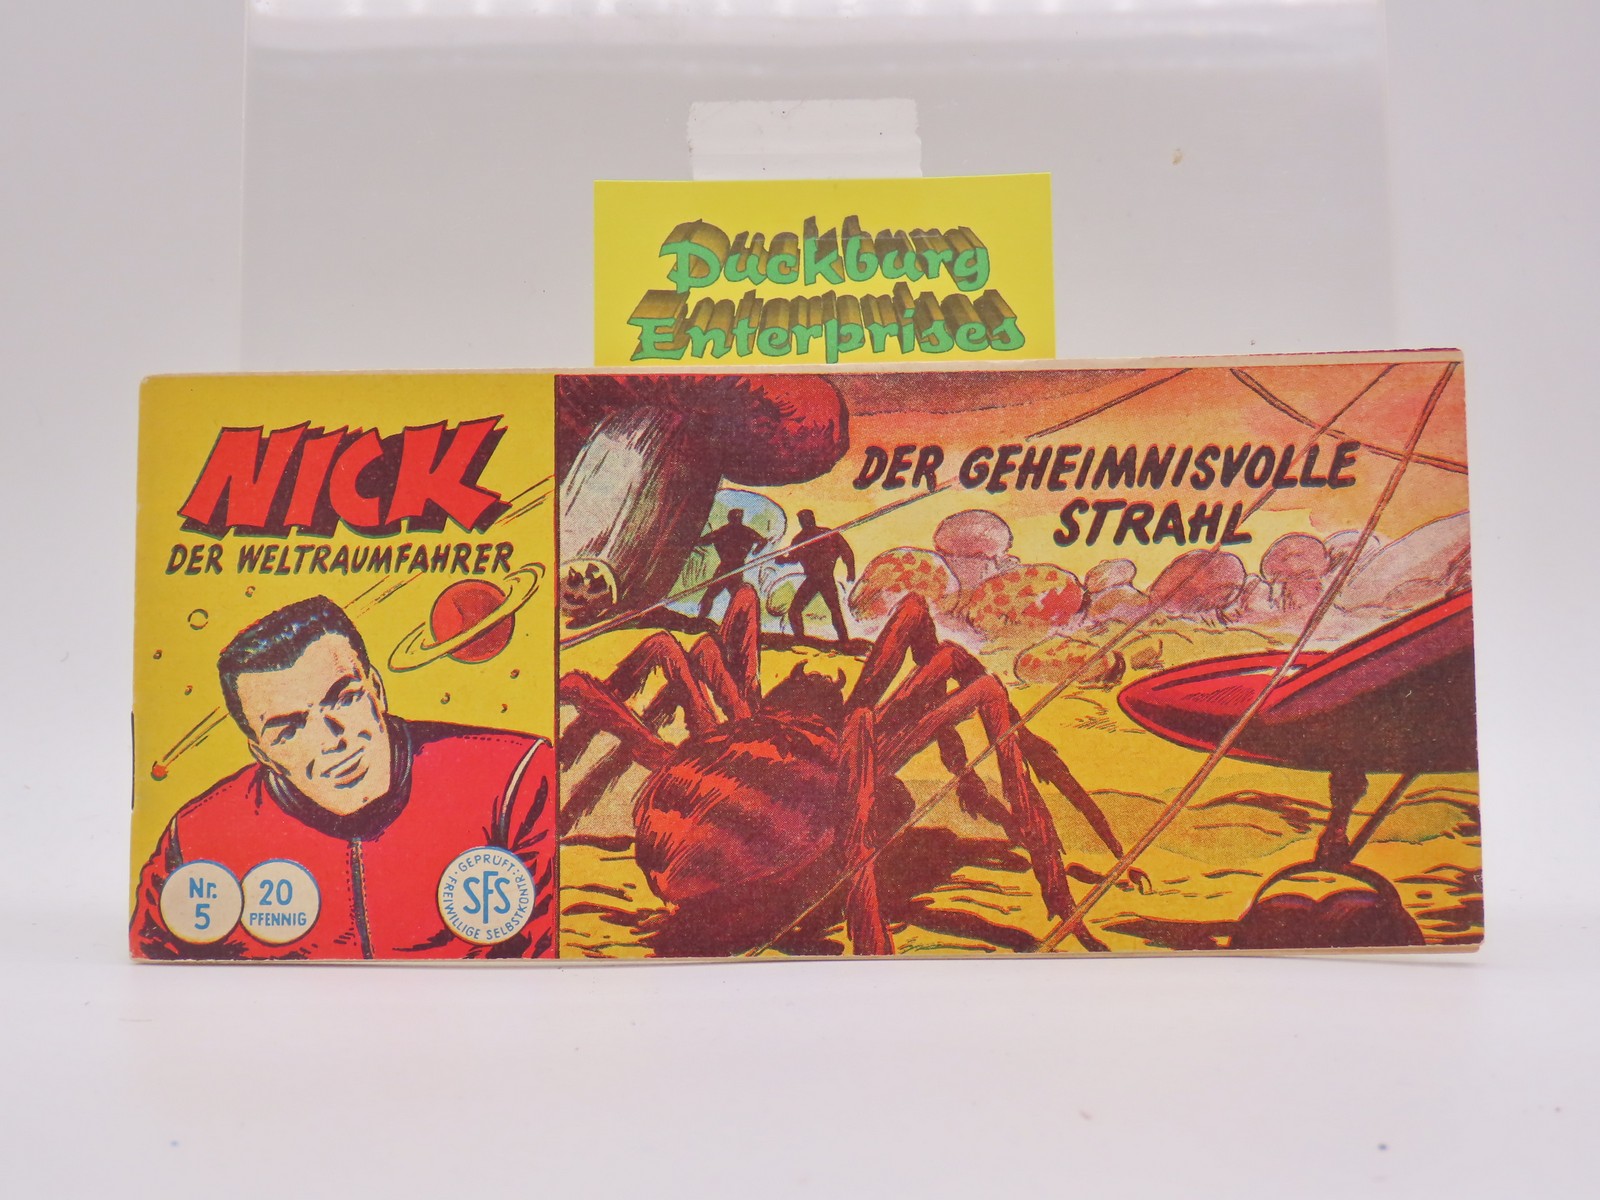 Duckburg
Enterprises
NICK
DER WELTRAUMFAHRER
DER GEHEIMNISVOLLE
STRAHL
Nr.
5
20
PFENNIG
GEPRÜFT:
SFS
FREIWILLIGE SELBSTKONTR.